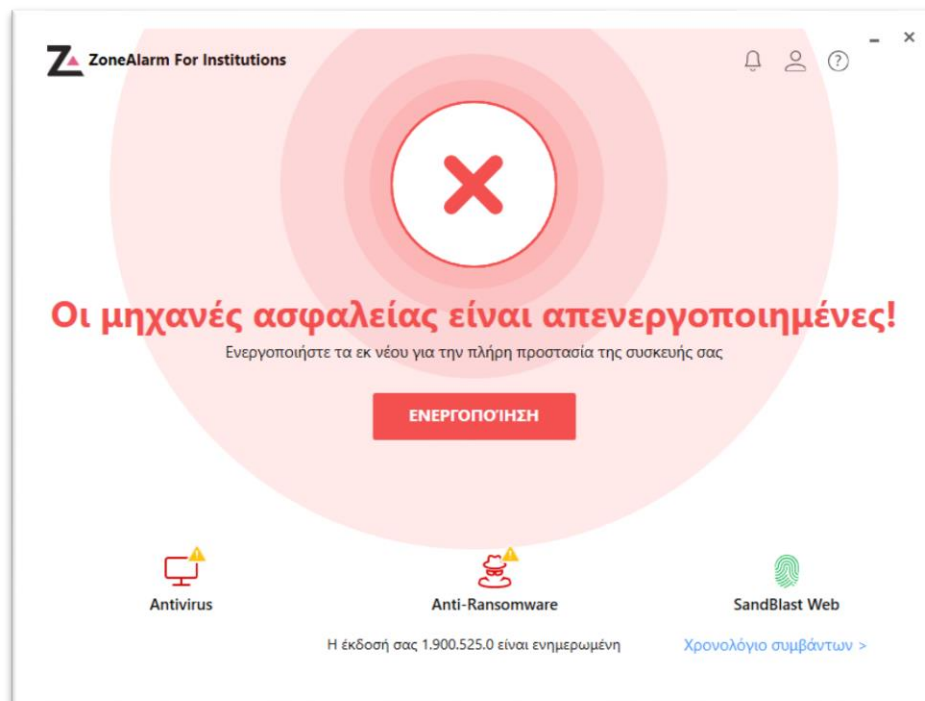 ZoneAlarm For Institutions
Οι μηχανές ασφαλείας είναι απενεργοποιημένες!
Ενεργοποιήστε τα εκ νέου για την πλήρη προστασία της συσκευής σας
ΕΝΕΡΓΟΠΟΊΗΣΗ
Antivirus
Anti-Ransomware
SandBlast Web
Η έκδοσή σας 1.900.525.0 είναι ενημερωμένη
Χρονολόγιο συμβάντων >